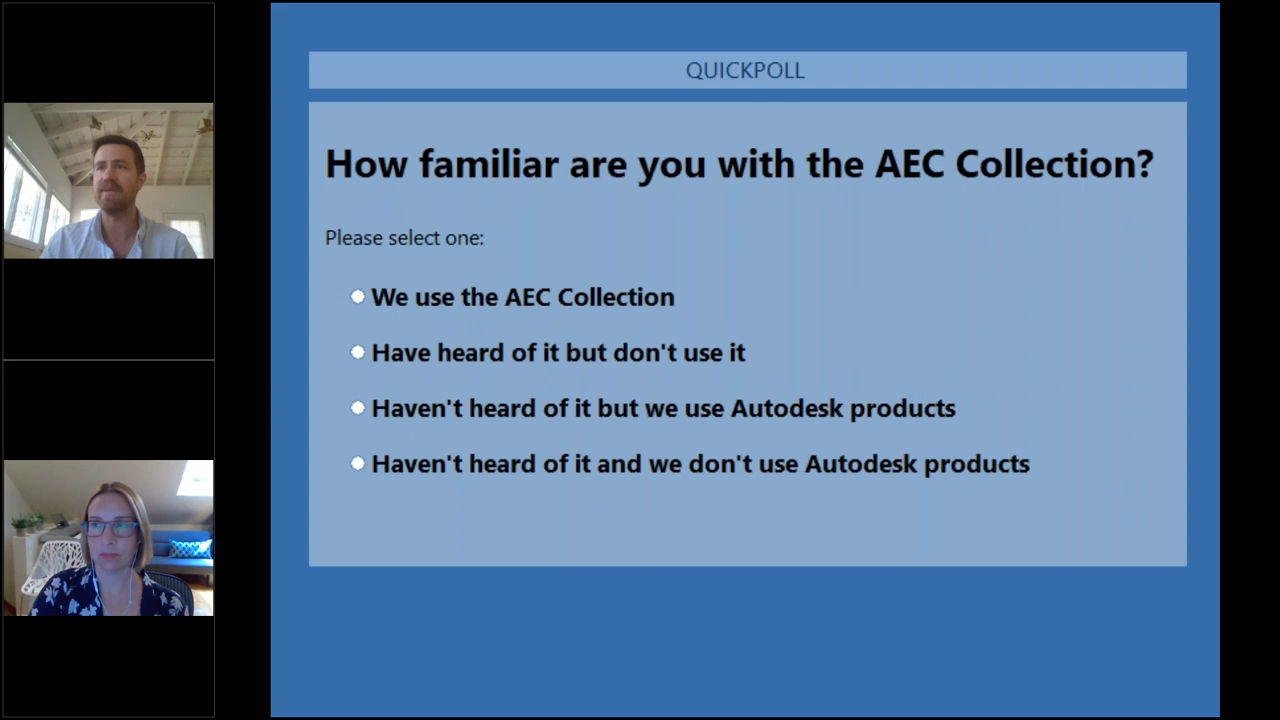 QUICKPOLL
How familiar are you with the AEC Collection?
Please select one:
We use the AEC Collection
Have heard of it but don't use it
Haven't heard of it but we use Autodesk products
Haven't heard of it and we don't use Autodesk products